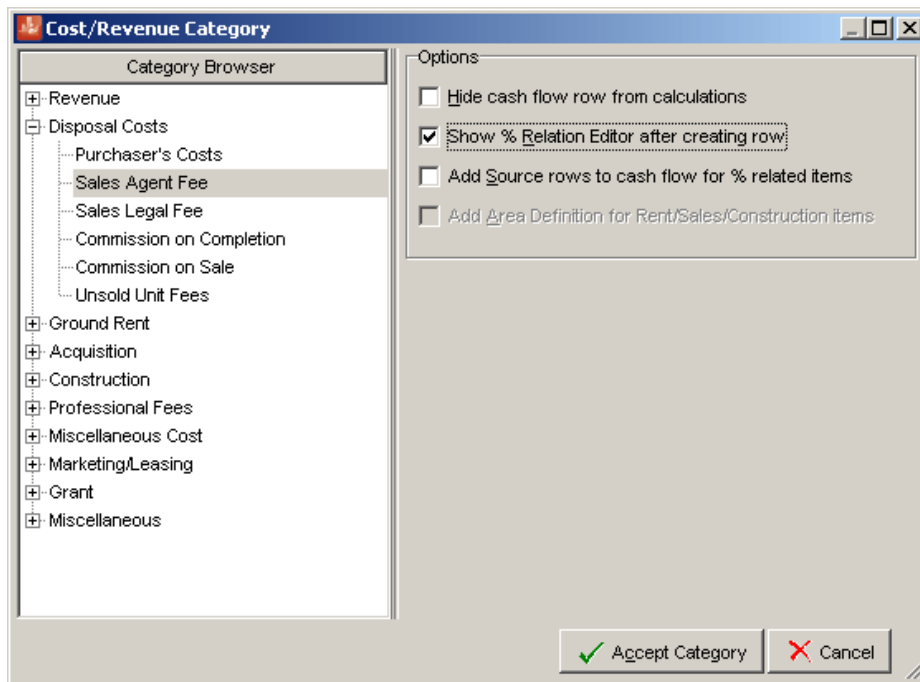 Cost/Revenue Category
Category Browser
Revenue
Disposal Costs
Purchaser's Costs
Sales Agent Fee
Sales Legal Fee
Commission on Completion
Commission on Sale
Unsold Unit Fees
Ground Rent
Acquisition
Construction
Professional Fees
Miscellaneous Cost
Marketing/Leasing
Grant
Miscellaneous
Options
Hide cash flow row from calculations
Show % Relation Editor after creating row
Add Source rows to cash flow for % related items
Add Area Definition for Rent/Sales/Construction items
Accept Category
Cancel